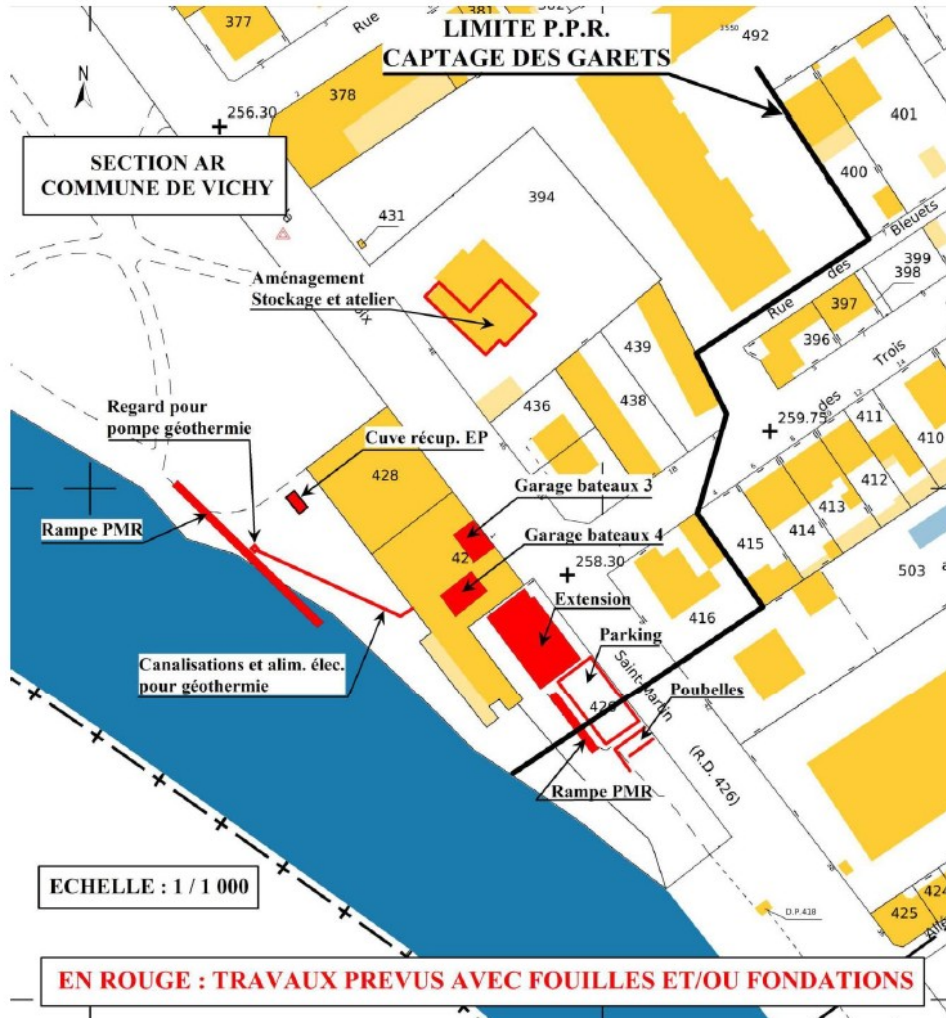 377
Rue
381
LIMITE P.P.R.
CAPTAGE DES GARETS
3550
492
N
378
256.30
401
SECTION AR
COMMUNE DE VICHY
400
394
431
Bleuets
des
Rue
399
398
Aménagement
Stockage et atelier
397
396
439
Trois
des
438
436
Regard pour
pompe géothermie
259.75
411
410
Cuve récup. EP
428
412
413
414
415
Garage bateaux 3
Rampe PMR
Garage bateaux 4
42
258.30
503
Extension
416
Parking
Canalisations et alim. élec.
pour géothermie
Saint-Martin
Poubelles
(R.D. 426)
Rampe PMR
ECHELLE : 1 / 1 000
D.P.418
424
425
EN ROUGE : TRAVAUX PREVUS AVEC FOUILLES ET/OU FONDATIONS